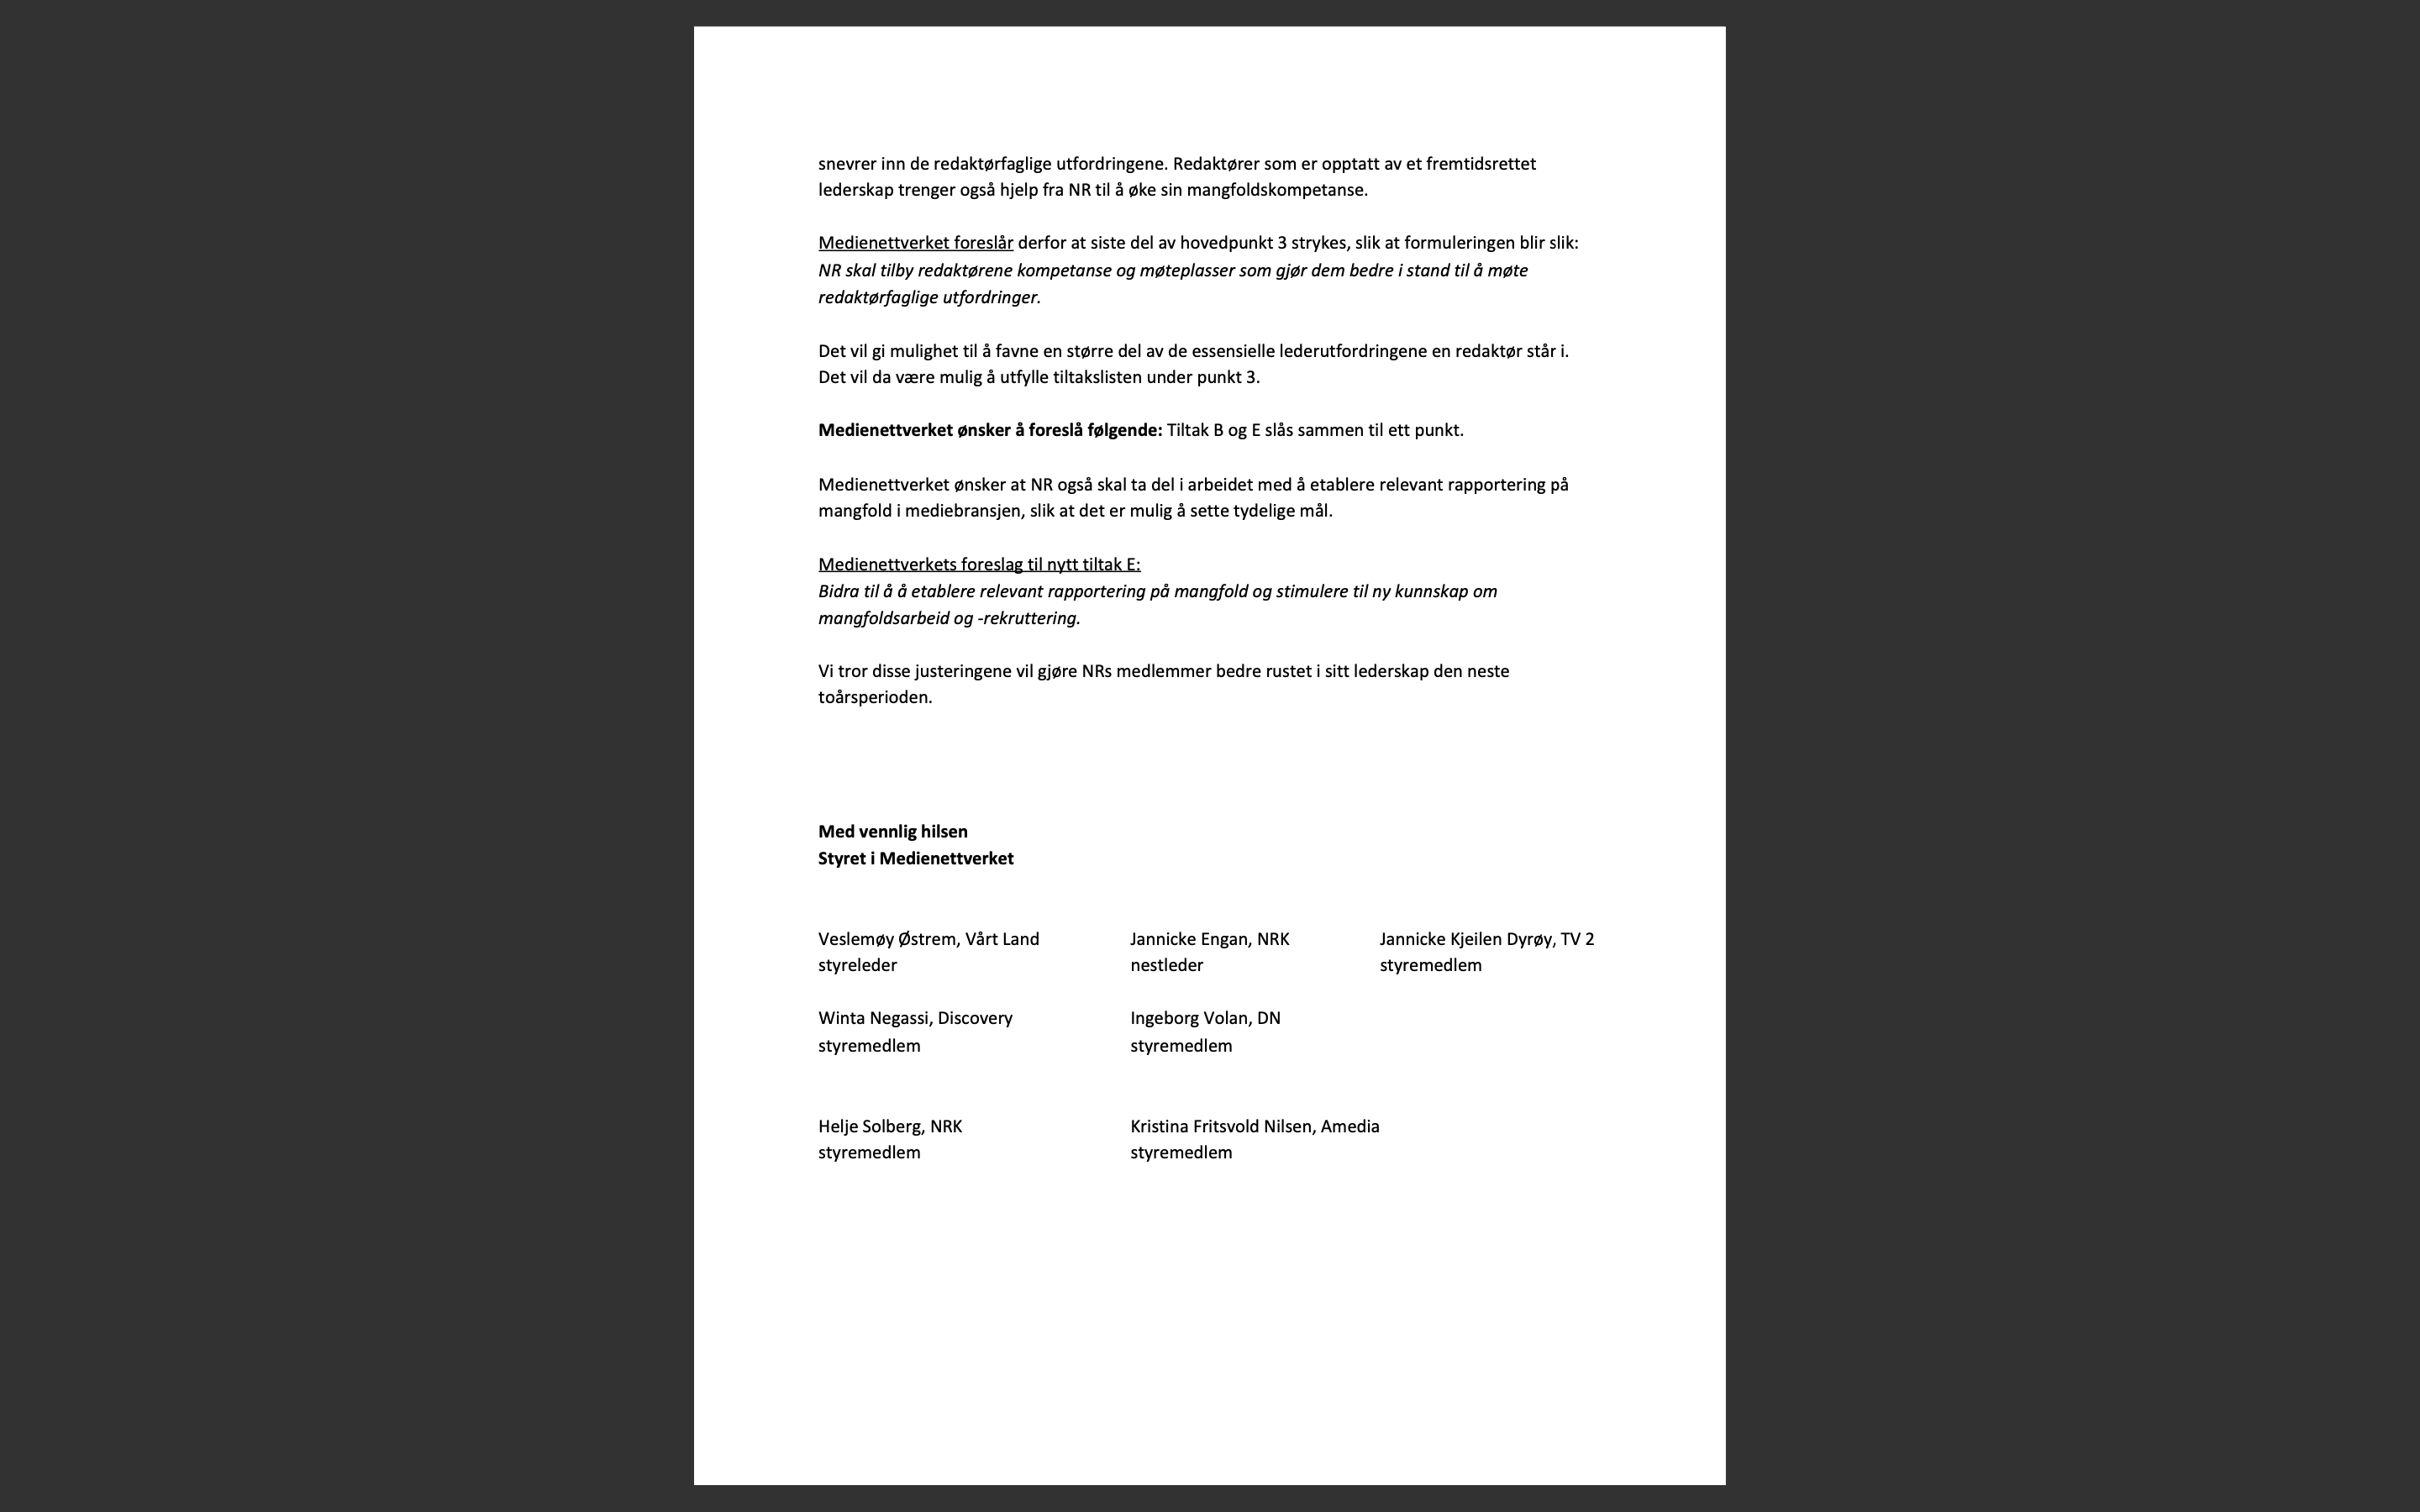 snevrer inn de redaktørfaglige utfordringene. Redaktører som er opptatt av et fremtidsrettet
lederskap trenger også hjelp fra NR til å øke sin mangfoldskompetanse.
Medienettverket foreslår derfor at siste del av hovedpunkt 3 strykes, slik at formuleringen blir slik:
NR skal tilby redaktørene kompetanse og møteplasser som gjør dem bedre i stand til å møte
redaktørfaglige utfordringer.
Det vil gi mulighet til å favne en større del av de essensielle lederutfordringene en redaktør står i.
Det vil da være mulig å utfylle tiltakslisten under punkt 3.
Medienettverket ønsker å foreslå følgende: Tiltak B og E slås sammen til ett punkt.
Medienettverket ønsker at NR også skal ta del i arbeidet med å etablere relevant rapportering på
mangfold i mediebransjen, slik at det er mulig å sette tydelige mål.
Medienettverkets foreslag til nytt tiltak E:
Bidra til å å etablere relevant rapportering på mangfold og stimulere til ny kunnskap om
mangfoldsarbeid og -rekruttering.
Vi tror disse justeringene vil gjøre NRs medlemmer bedre rustet i sitt lederskap den neste
toårsperioden.
Med vennlig hilsen
Styret i Medienettverket
Veslemøy Østrem, Vårt Land Jannicke Engan, NRK Jannicke Kjeilen Dyrøy, TV 2
styreleder nestleder styremedlem
Winta Negassi, Discovery Ingeborg Volan, DN
styremedlem styremedlem
Helje Solberg, NRK Kristina Fritsvold Nilsen, Amedia
styremedlem styremedlem